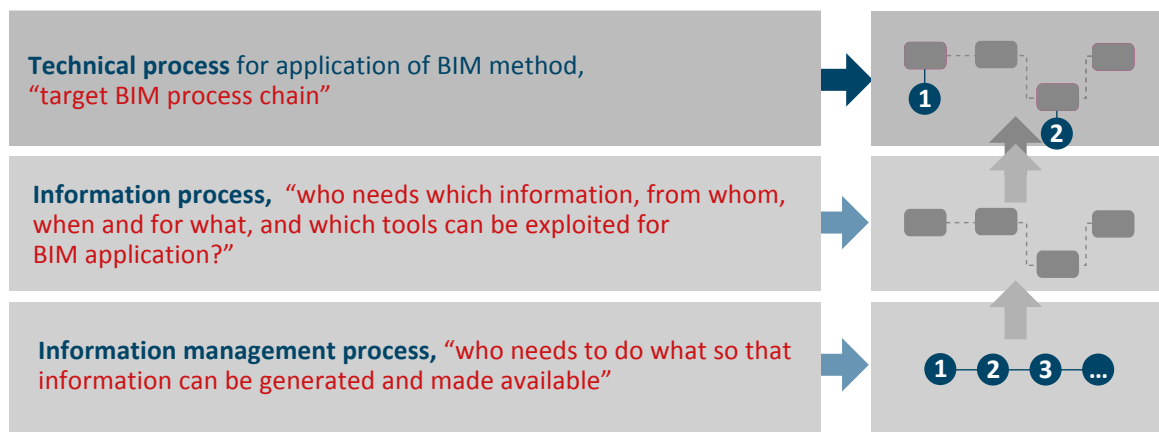 Technical process for application of BIM method,
“target BIM process chain”
1
2
Information process, “who needs which information, from whom,
when and for what, and which tools can be exploited for
BIM application?”
Information management process, “who needs to do what so that
information can be generated and made available”
1 2 3 ...